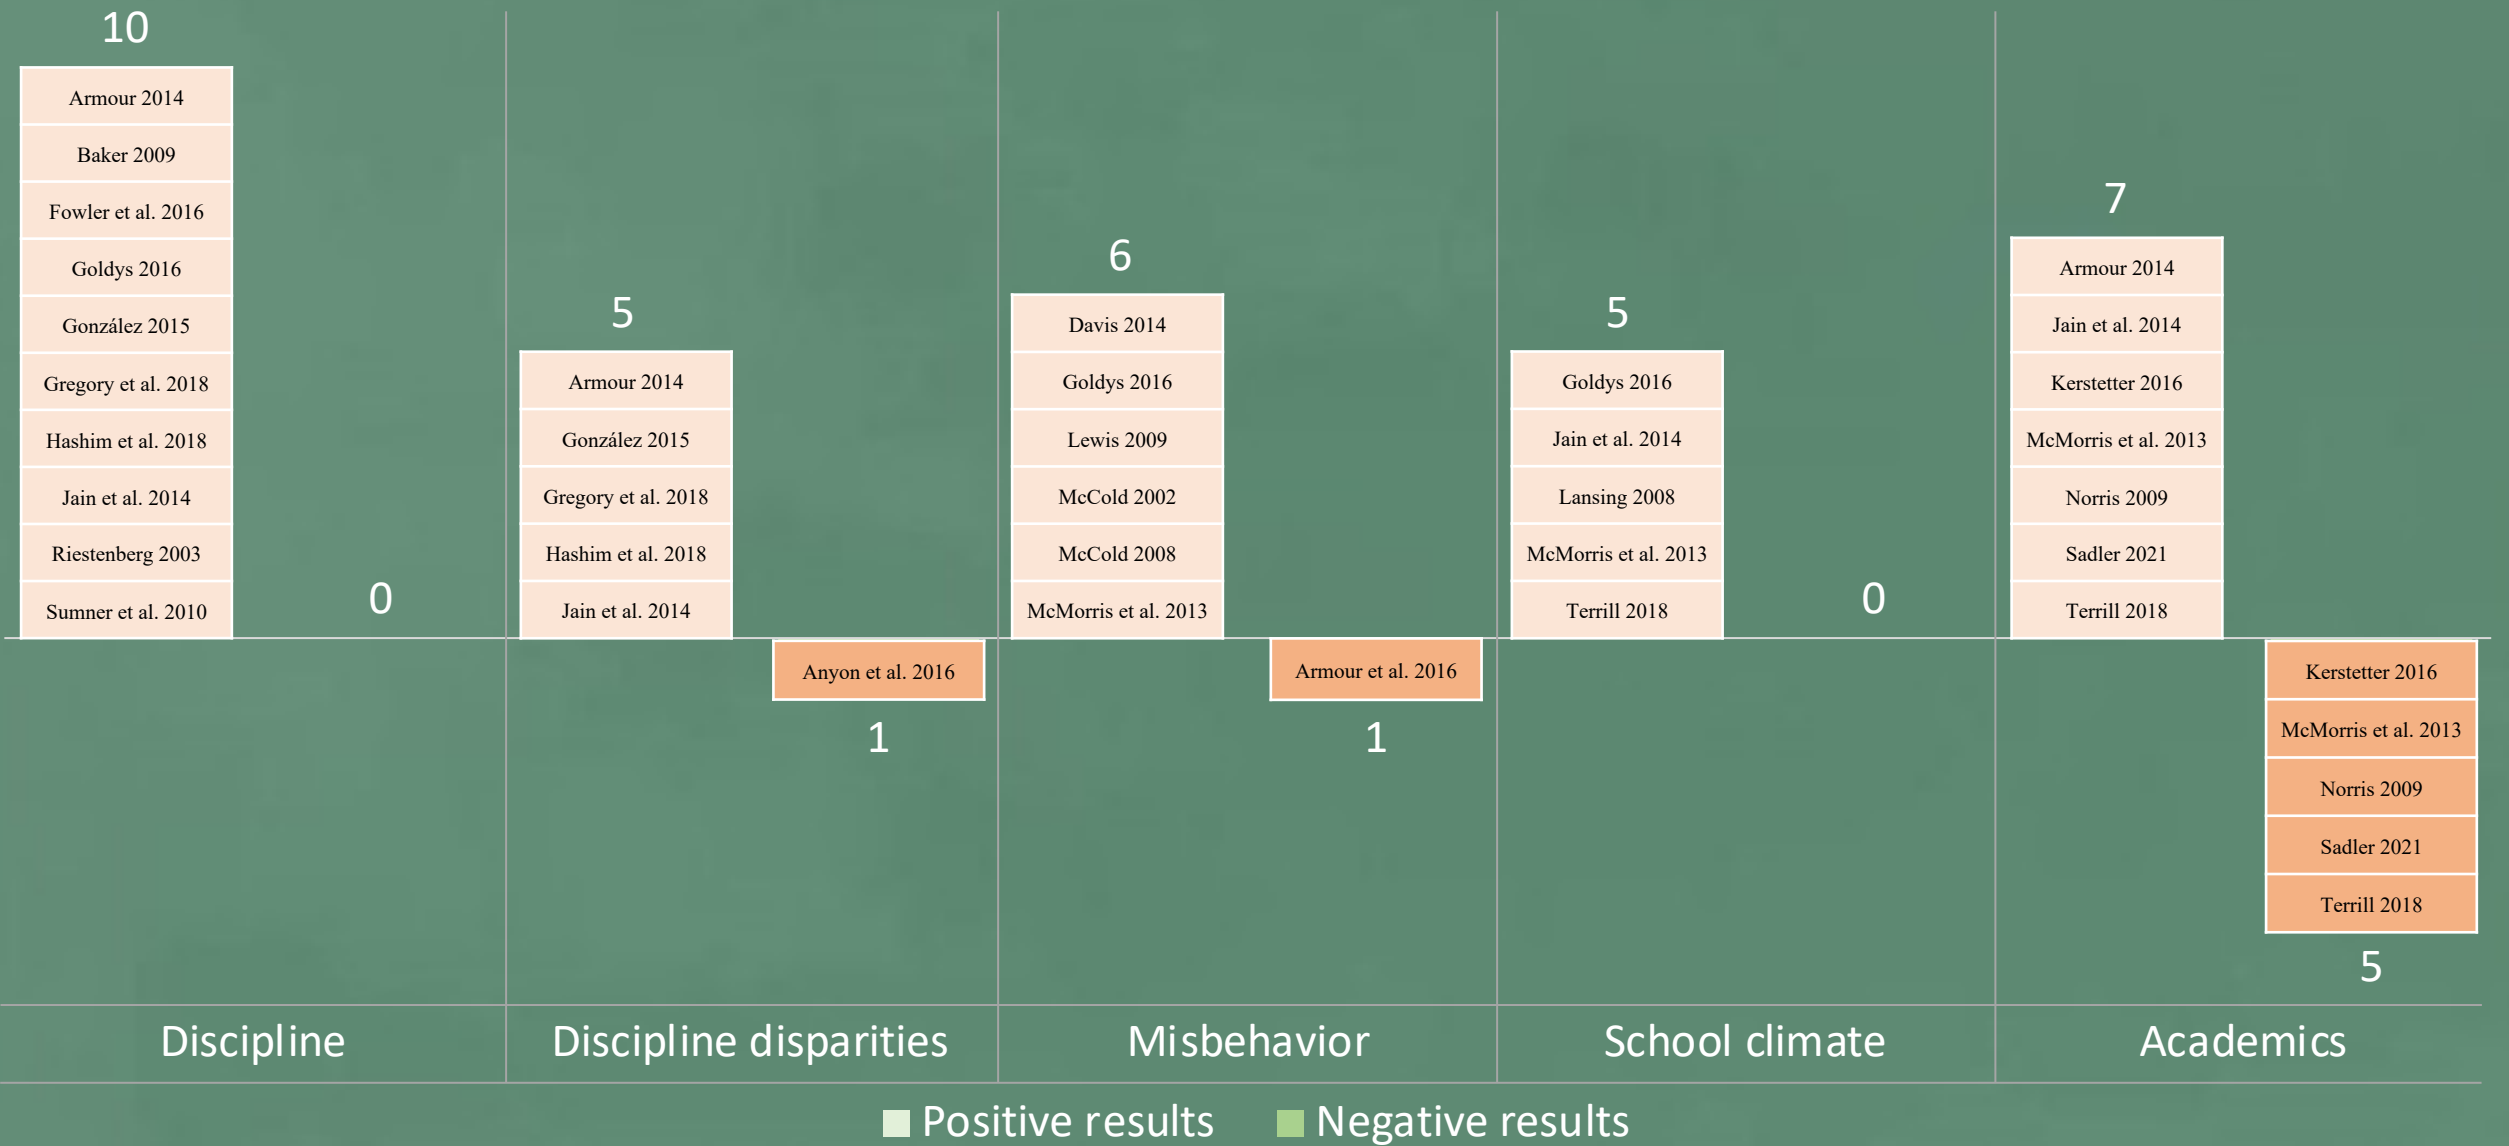 10
Armour 2014
Baker 2009
Fowler et al. 2016
Goldys 2016
González 2015
Gregory et al. 2018
Hashim et al. 2018
Jain et al. 2014
Riestenberg 2003
Sumner et al. 2010
0
5
Armour 2014
González 2015
Gregory et al. 2018
Hashim et al. 2018
Jain et al. 2014
Anyon et al. 2016
1
6
Davis 2014
Goldys 2016
Lewis 2009
McCold 2002
McCold 2008
McMorris et al. 2013
Armour et al. 2016
1
5
Goldys 2016
Jain et al. 2014
Lansing 2008
McMorris et al. 2013
Terrill 2018
0
7
Armour 2014
Jain et al. 2014
Kerstetter 2016
McMorris et al. 2013
Norris 2009
Sadler 2021
Terrill 2018
Kerstetter 2016
McMorris et al. 2013
Norris 2009
Sadler 2021
Terrill 2018
5
Discipline
Discipline disparities
Misbehavior
School climate
Academics
Positive results
Negative results